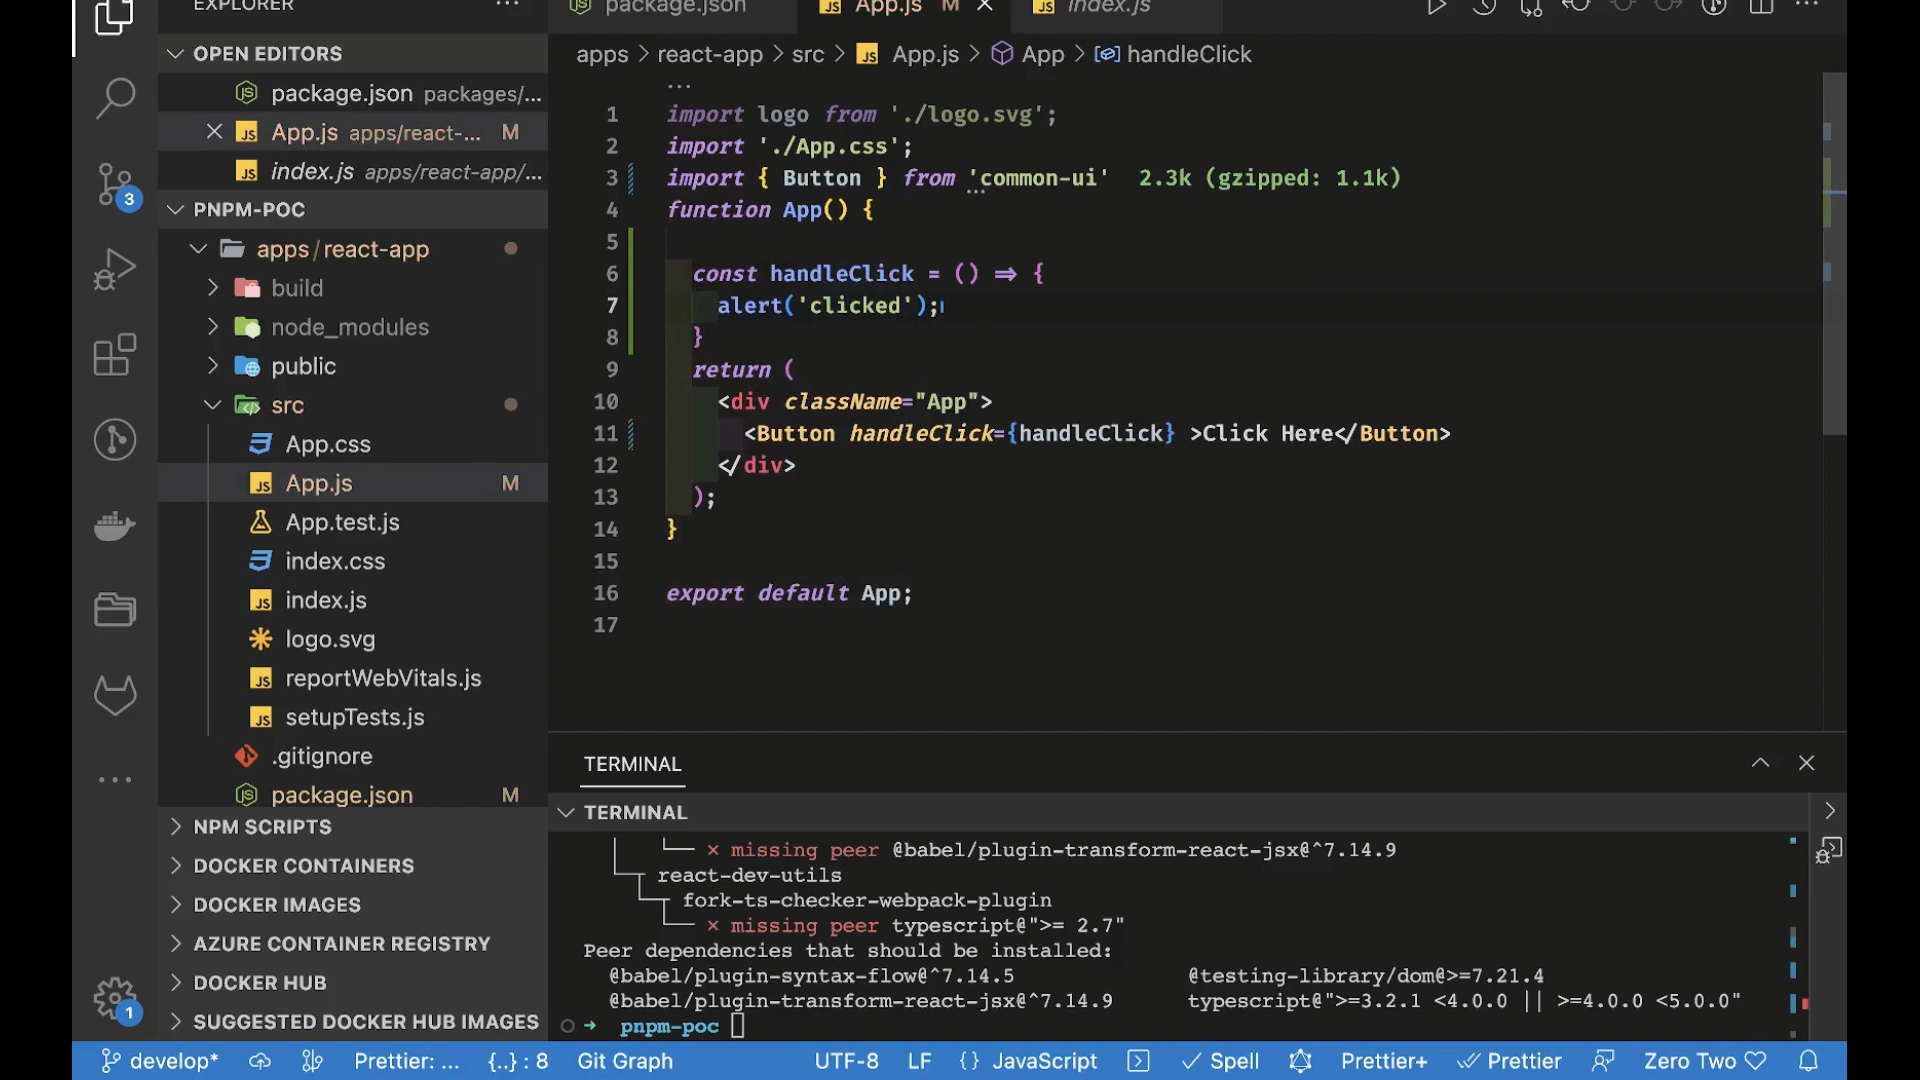 EXPLORER
OPEN EDITORS
package.json packages/...
App.js apps/react-... M
index.js apps/react-app/...
PNPM-POC
apps/react-app
build
node_modules
public
src
App.css
App.js M
App.test.js
index.css
index.js
logo.svg
reportWebVitals.js
setupTests.js
.gitignore
package.json M
NPM SCRIPTS
DOCKER CONTAINERS
DOCKER IMAGES
AZURE CONTAINER REGISTRY
DOCKER HUB
SUGGESTED DOCKER HUB IMAGES
3
1
package.json
App.js M
index.js
apps > react-app > src > App.js > App > handleClick
1 import logo from './logo.svg';
2 import './App.css';
3 import { Button } from 'common-ui' 2.3k (gzipped: 1.1k)
4 function App() {
5
6 const handleClick = () => {
7 alert('clicked');
8 }
9 return (
10 <div className="App">
11 <Button handleClick={handleClick} >Click Here</Button>
12 </div>
13 );
14 }
15
16 export default App;
17
TERMINAL
TERMINAL
× missing peer @babel/plugin-transform-react-jsx@^7.14.9
react-dev-utils
fork-ts-checker-webpack-plugin
× missing peer typescript@">= 2.7"
Peer dependencies that should be installed:
@babel/plugin-syntax-flow@^7.14.5 @testing-library/dom@>=7.21.4
@babel/plugin-transform-react-jsx@^7.14.9 typescript@">=3.2.1 <4.0.0 || >=4.0.0 <5.0.0"
➜ pnpm-poc
develop* Prettier: ... {..} : 8 Git Graph UTF-8 LF {} JavaScript Spell Prettier+ Prettier Zero Two